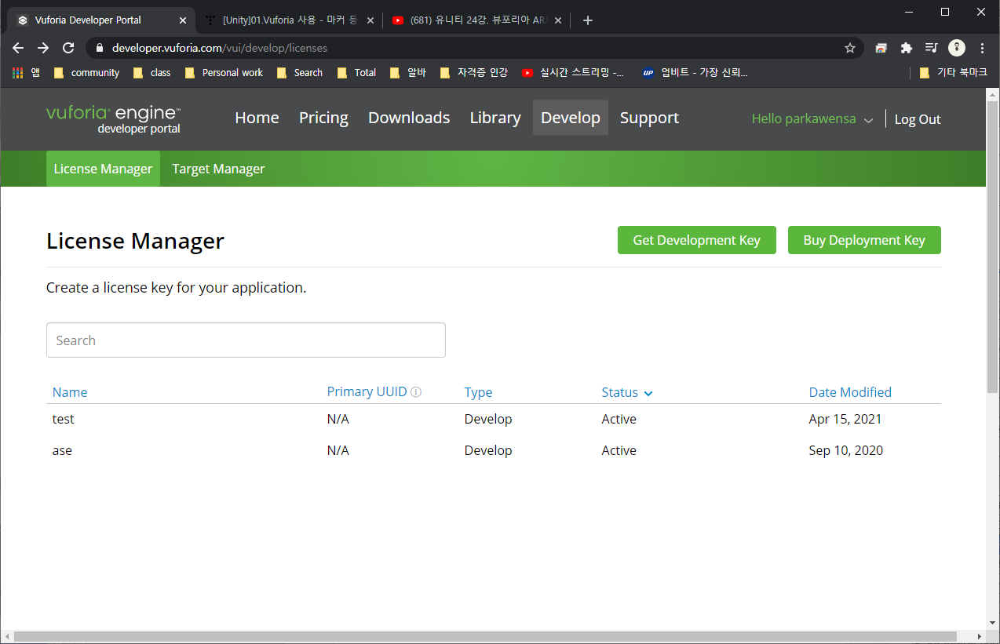 Vuforia Developer Portal
[Unity]01.Vuforia 사용 - 마커 등
(681) 유니티 24강. 뷰포리아 AR
developer.vuforia.com/vui/develop/licenses
앱 community class Personal work Search Total 알바 자격증 인강 실시간 스트리밍 -... UP 업비트 - 가장 신뢰... 기타 북마크
vuforia engine™
developer portal
Home Pricing Downloads Library Develop Support
Hello parkawensa Log Out
License Manager Target Manager
License Manager
Get Development Key Buy Deployment Key
Create a license key for your application.
Search
Name Primary UUID Type Status Date Modified
test N/A Develop Active Apr 15, 2021
ase N/A Develop Active Sep 10, 2020